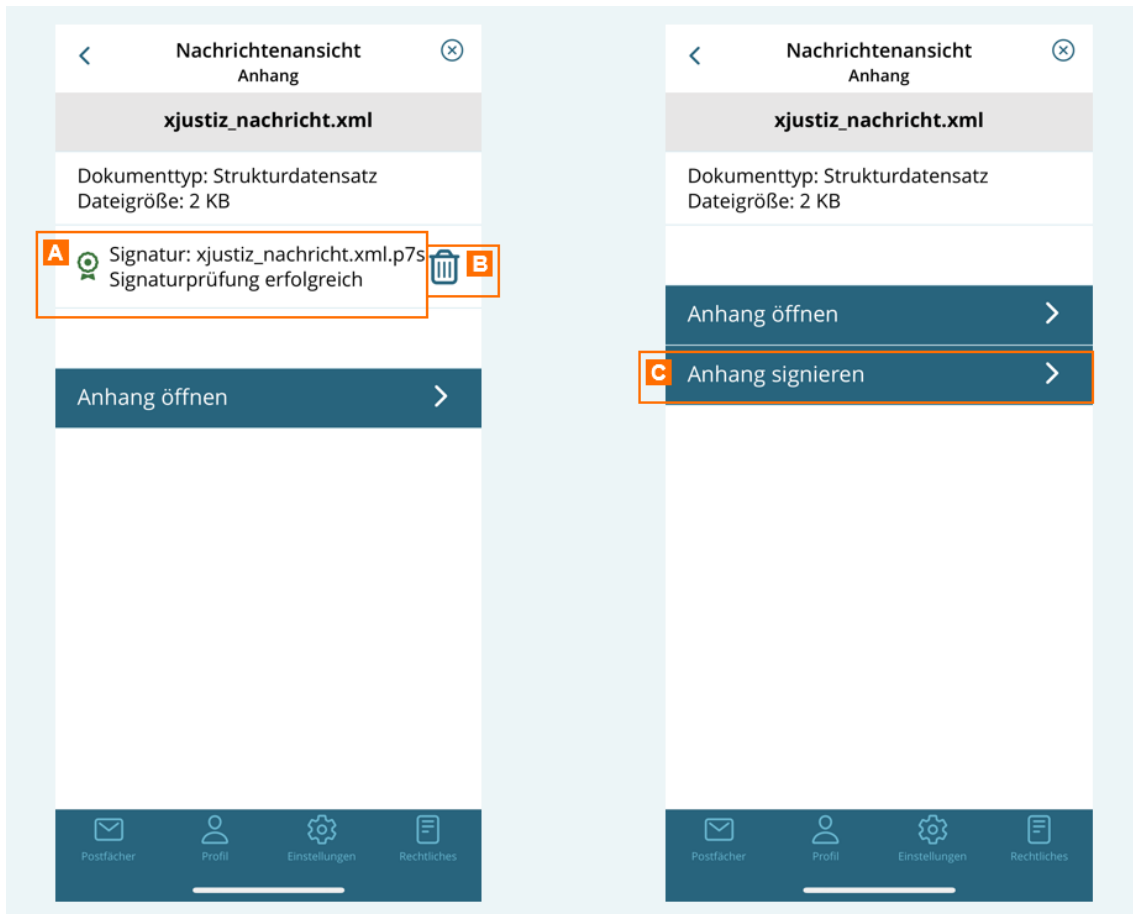 Nachrichtenansicht
Anhang
xjustiz_nachricht.xml
Dokumenttyp: Strukturdatensatz
Dateigröße: 2 KB
A
Signatur: xjustiz_nachricht.xml.p7s
Signaturprüfung erfolgreich
B
Anhang öffnen
Postfächer
Profil
Einstellungen
Rechtliches
Nachrichtenansicht
Anhang
xjustiz_nachricht.xml
Dokumenttyp: Strukturdatensatz
Dateigröße: 2 KB
Anhang öffnen
C
Anhang signieren
Postfächer
Profil
Einstellungen
Rechtliches